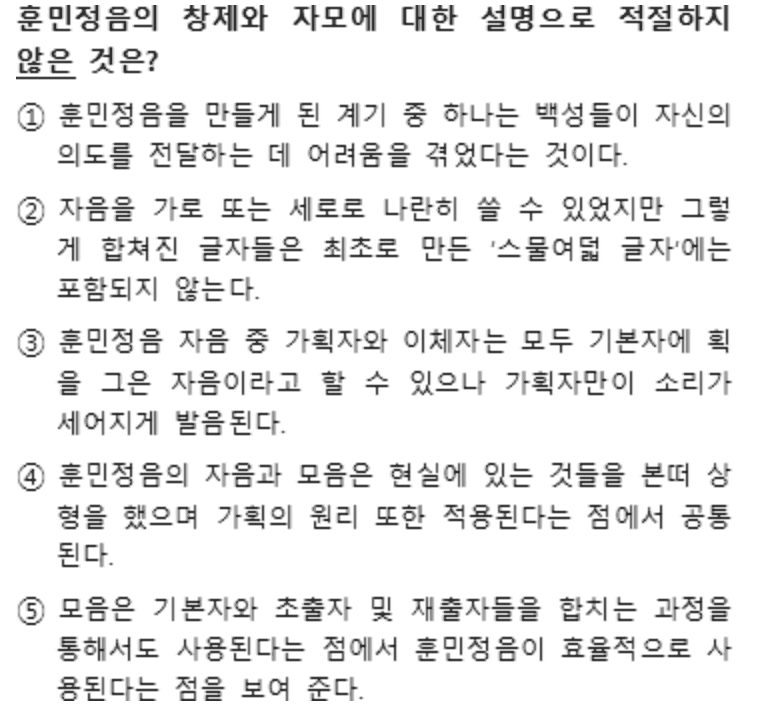 훈민정음의 창제와 자모에 대한 설명으로 적절하지
않은 것은?
① 훈민정음을 만들게 된 계기 중 하나는 백성들이 자신의
의도를 전달하는 데 어려움을 겪었다는 것이다.
② 자음을 가로 또는 세로로 나란히 쓸 수 있었지만 그렇
게 합쳐진 글자들은 최초로 만든 '스물여덟 글자'에는
포함되지 않는다.
③ 훈민정음 자음 중 가획자와 이체자는 모두 기본자에 획
을 그은 자음이라고 할 수 있으나 가획자만이 소리가
세어지게 발음된다.
④ 훈민정음의 자음과 모음은 현실에 있는 것들을 본떠 상
형을 했으며 가획의 원리 또한 적용된다는 점에서 공통
된다.
⑤ 모음은 기본자와 초출자 및 재출자들을 합치는 과정을
통해서도 사용된다는 점에서 훈민정음이 효율적으로 사
용된다는 점을 보여 준다.